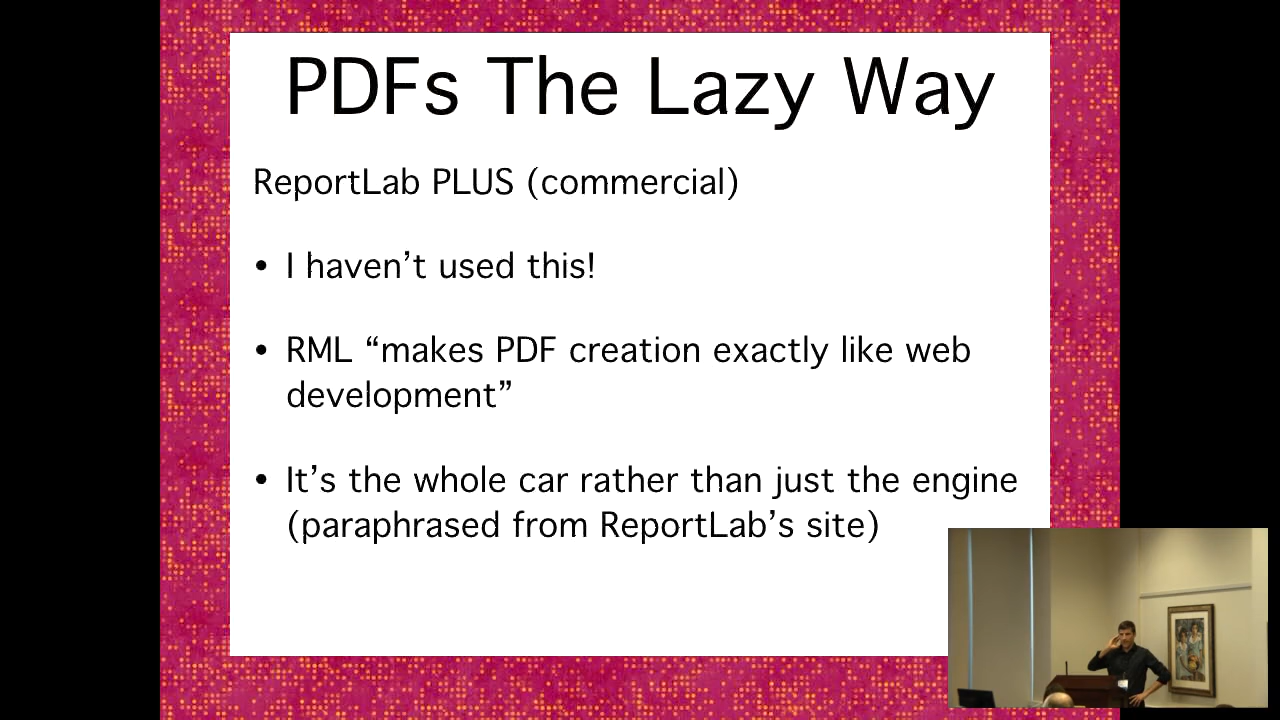 PDFs The Lazy Way
ReportLab PLUS (commercial)
• I haven’t used this!
• RML “makes PDF creation exactly like web
development”
• It’s the whole car rather than just the engine
(paraphrased from ReportLab’s site)